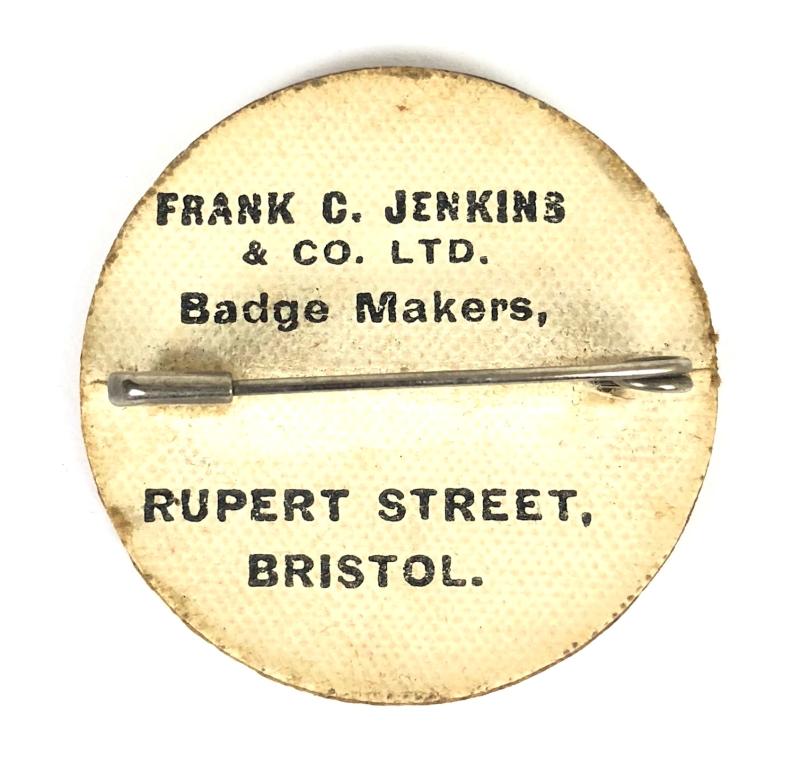 FRANK C. JENKINS
& CO. LTD.
Badge Makers,
RUPERT STREET,
BRISTOL.